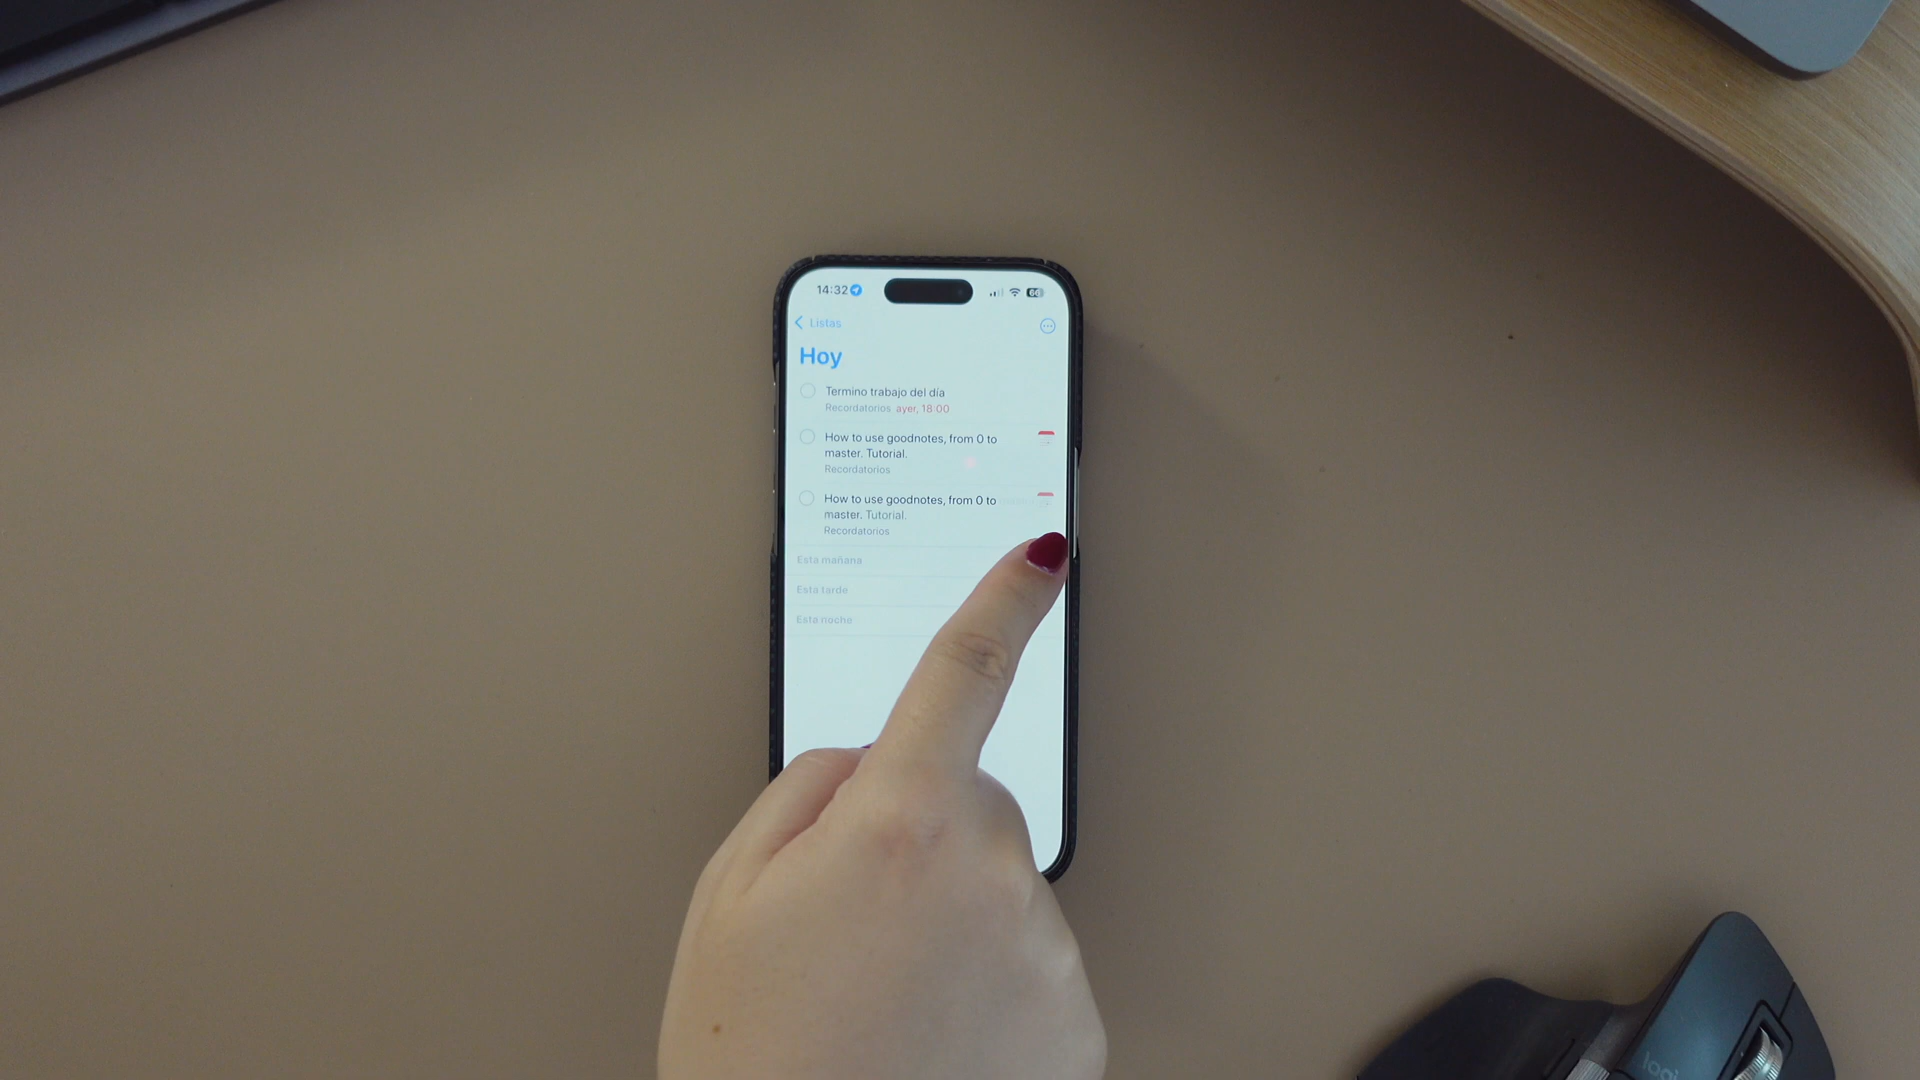 14:32
64
Listas
Hoy
Termino trabajo del día
Recordatorios ayer, 18:00
How to use goodnotes, from 0 to
master. Tutorial.
Recordatorios
How to use goodnotes, from 0 to
master. Tutorial.
Recordatorios
Esta mañana
Esta tarde
Esta noche
logi